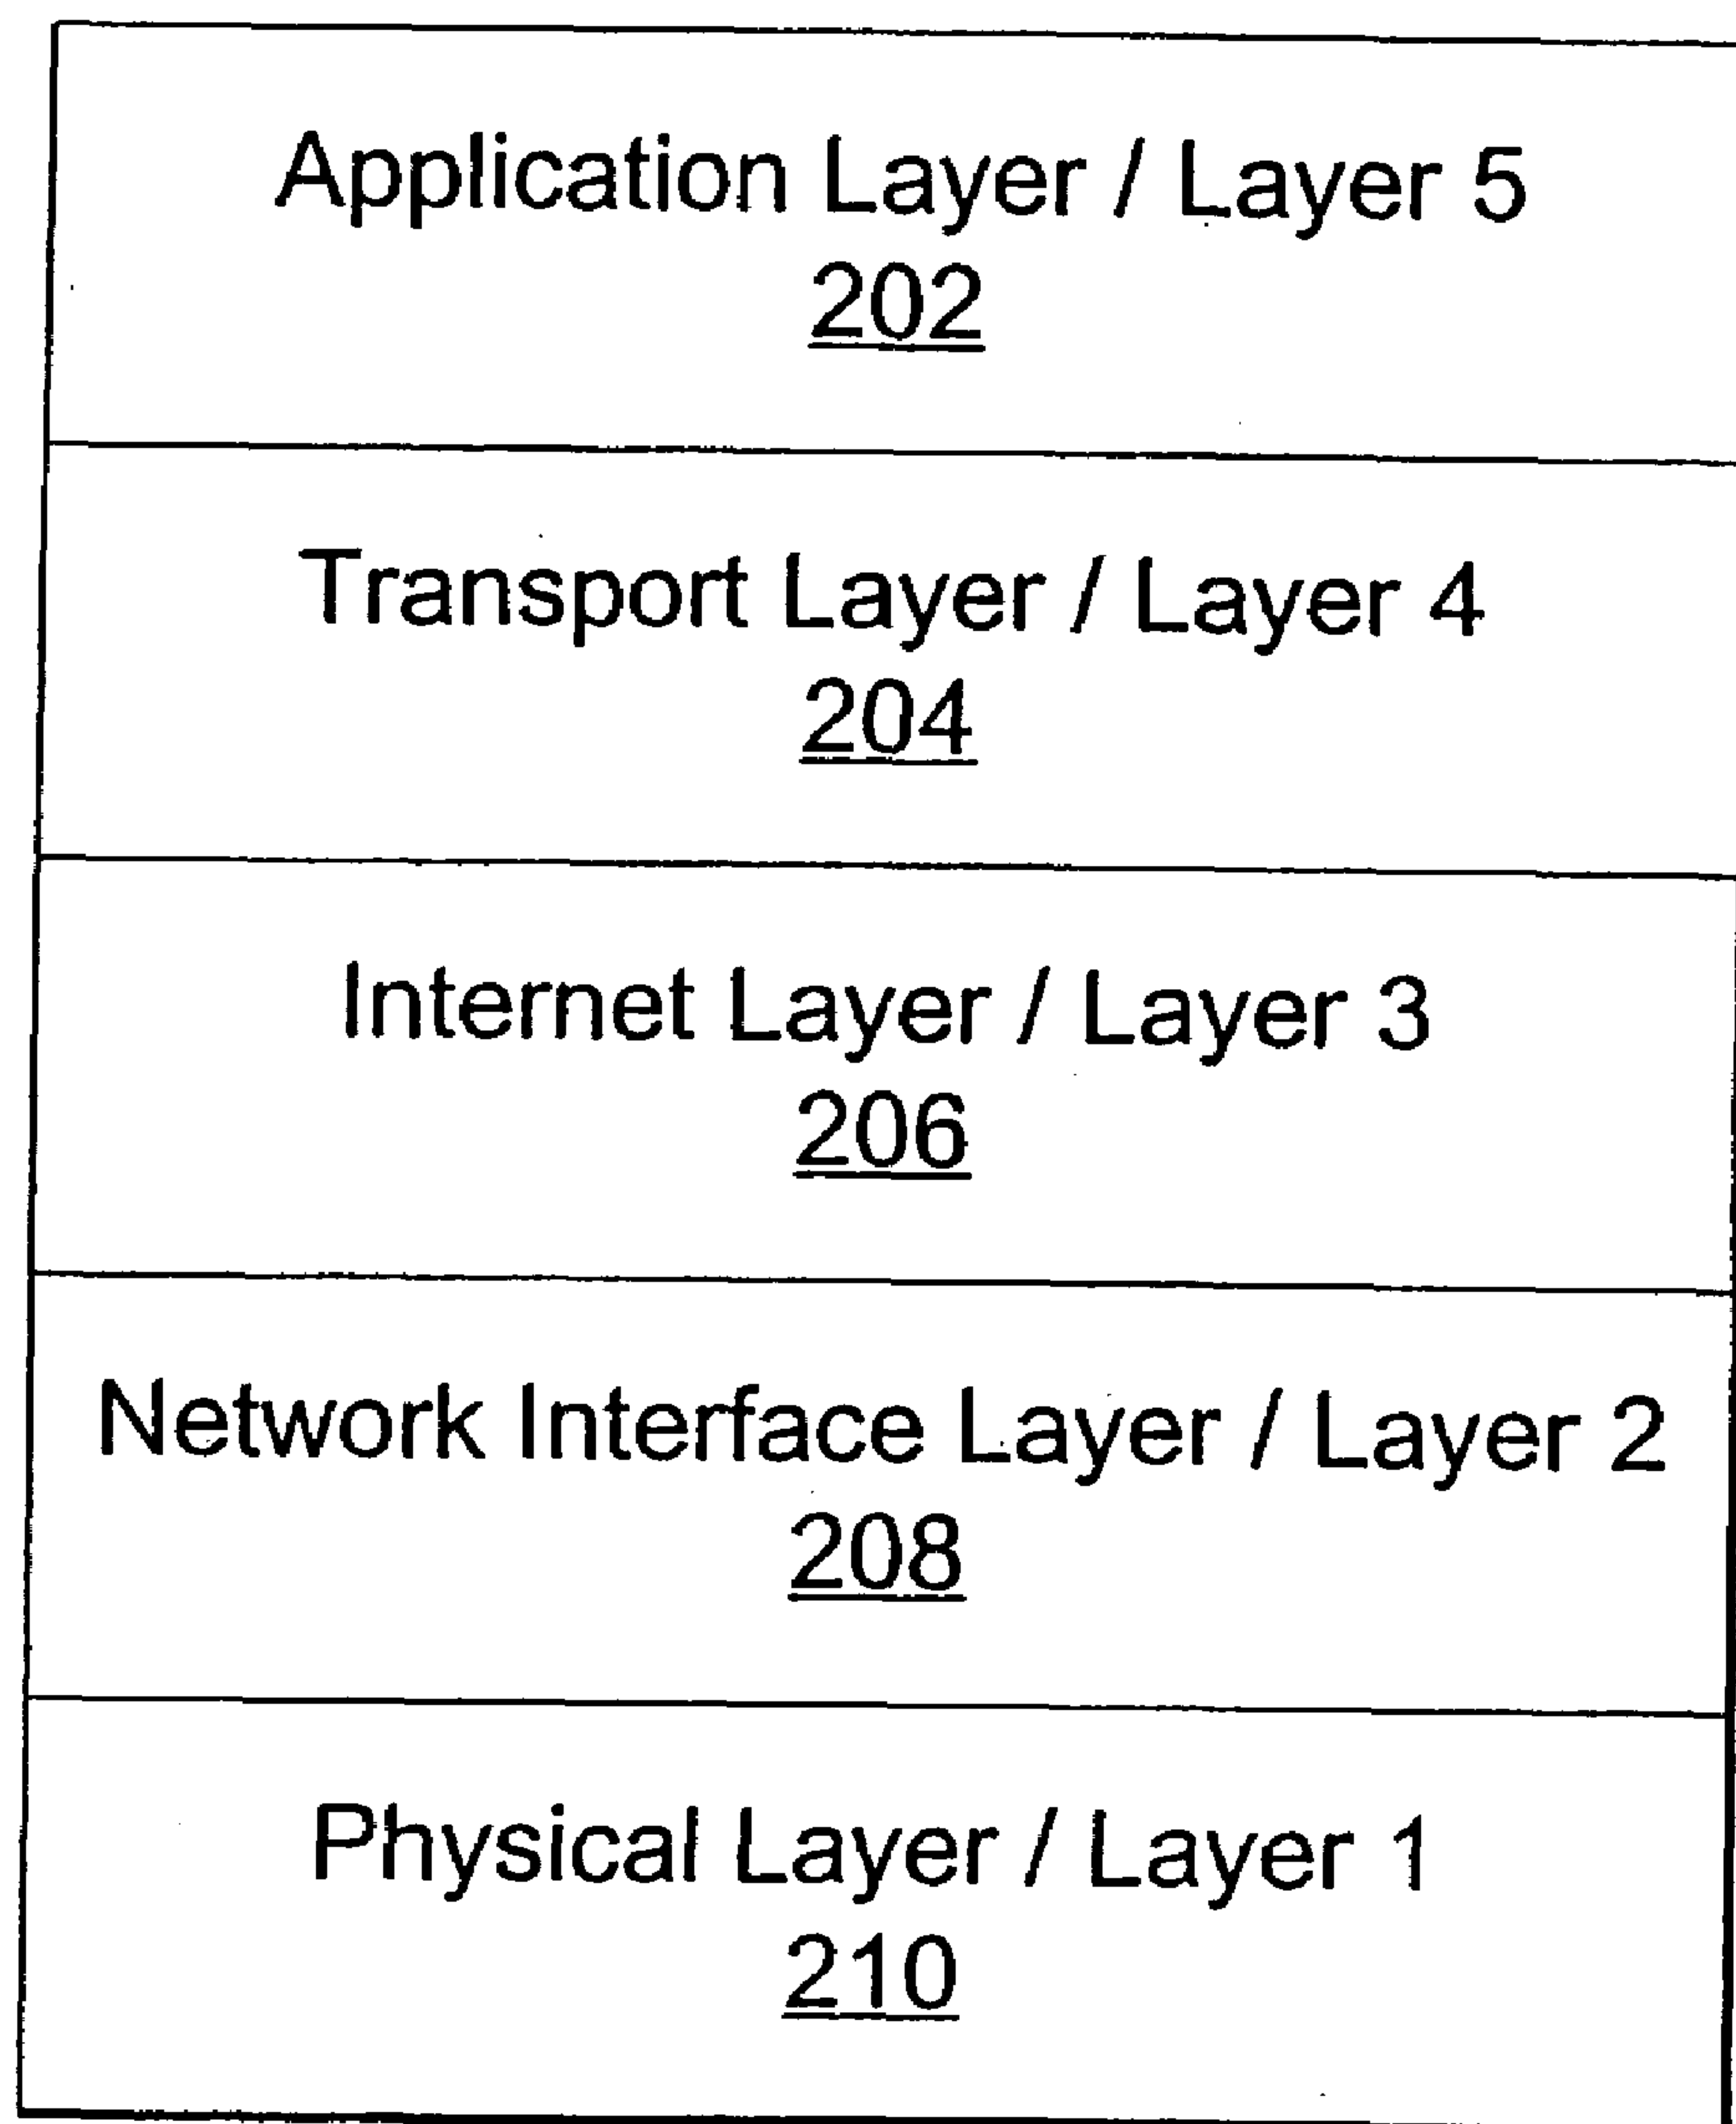 Application Layer / Layer 5
202
Transport Layer / Layer 4
204
Internet Layer / Layer 3
206
Network Interface Layer / Layer 2
208
Physical Layer / Layer 1
210